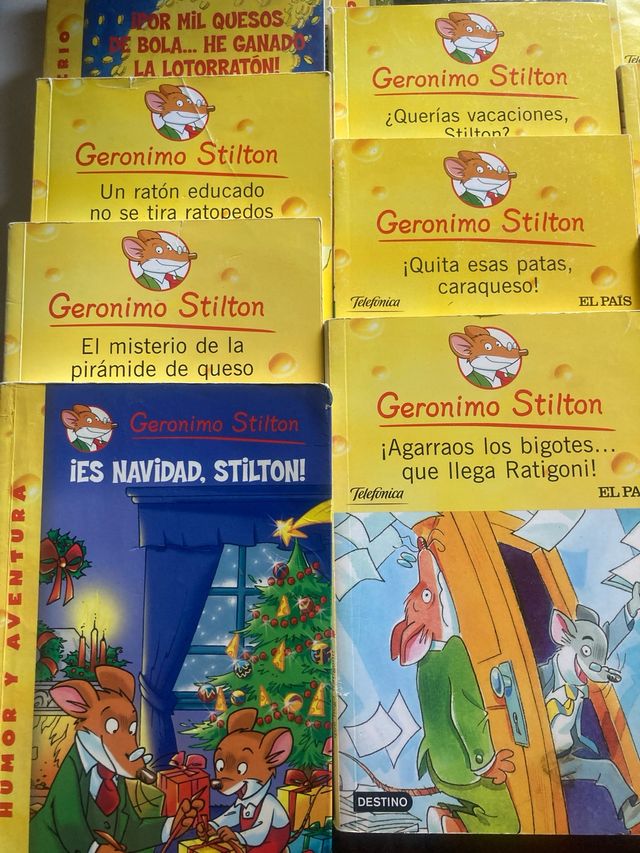 ¡POR MIL QUESOS
DE BOLA... HE GANADO
LA LOTORRATÓN!
Geronimo Stilton
¿Querías vacaciones,
Stilton?
Geronimo Stilton
Un ratón educado
no se tira ratopedos
Geronimo Stilton
¡Quita esas patas,
caraqueso!
Telefónica
EL PAÍS
Geronimo Stilton
El misterio de la
pirámide de queso
Geronimo Stilton
¡Agarraos los bigotes...
que llega Ratigoni!
Telefónica
EL PA
Geronimo Stilton
¡ES NAVIDAD, STILTON!
HUMOR Y AVENTURA
DESTINO